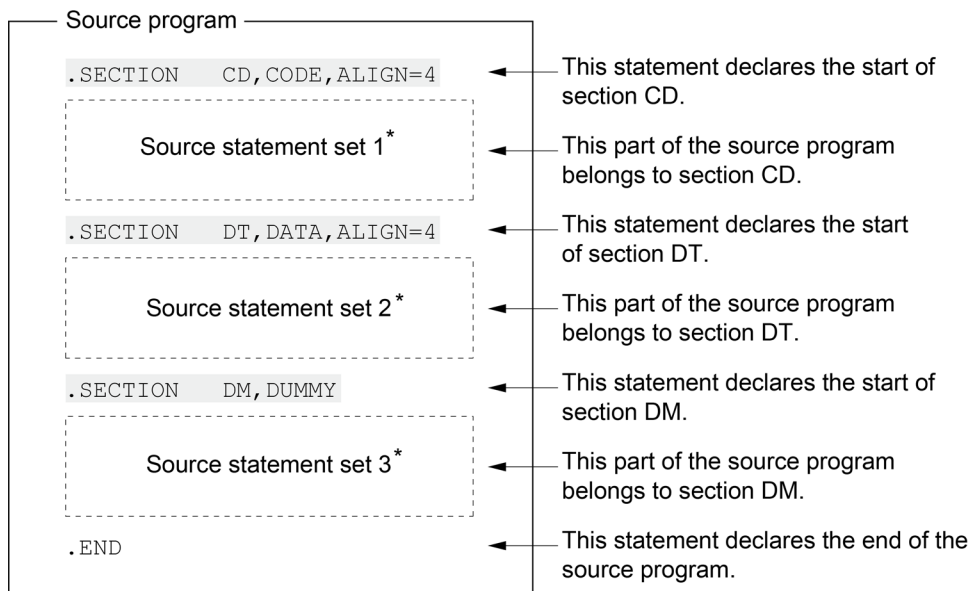 Source program
.SECTION CD,CODE,ALIGN=4
This statement declares the start of
section CD.
Source statement set 1*
This part of the source program
belongs to section CD.
.SECTION DT,DATA,ALIGN=4
This statement declares the start
of section DT.
Source statement set 2*
This part of the source program
belongs to section DT.
.SECTION DM,DUMMY
This statement declares the start of
section DM.
Source statement set 3*
This part of the source program
belongs to section DM.
.END
This statement declares the end of the
source program.